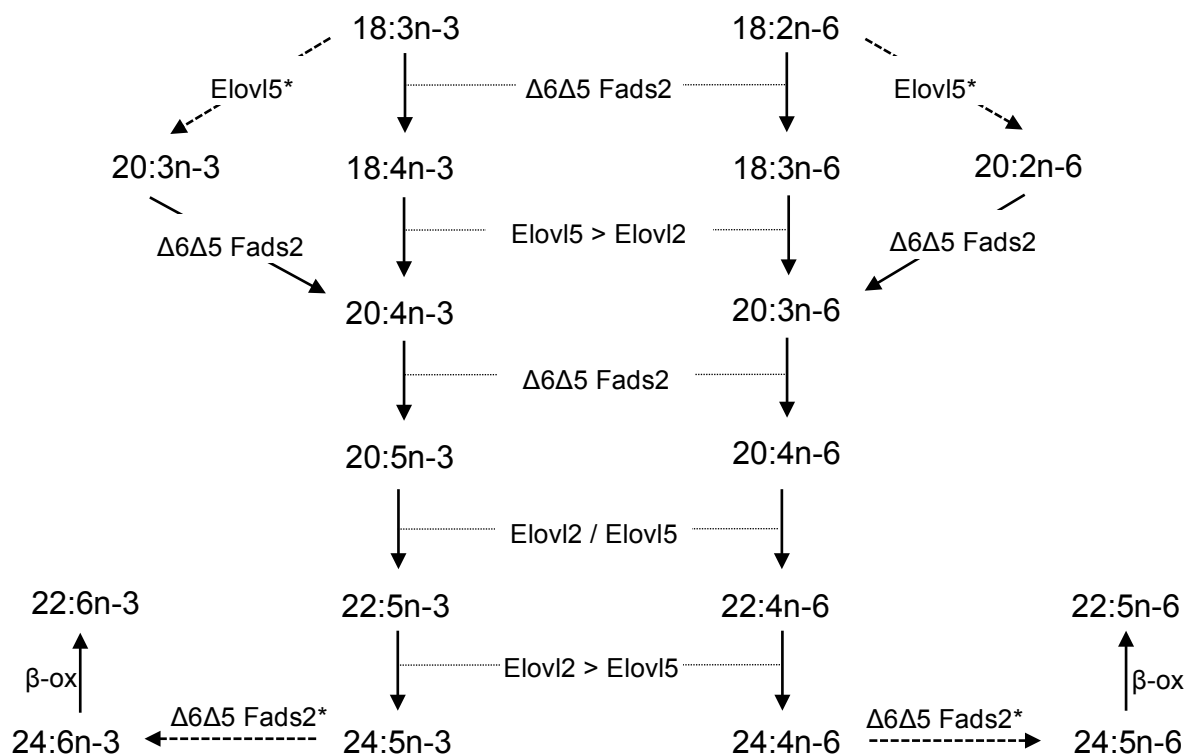 18:3n-3 18:2n-6
Elovl5* Δ6Δ5 Fads2 Elovl5*
20:3n-3 18:4n-3 18:3n-6 20:2n-6
Δ6Δ5 Fads2 Elovl5 > Elovl2 Δ6Δ5 Fads2
20:4n-3 20:3n-6
Δ6Δ5 Fads2
20:5n-3 20:4n-6
Elovl2 / Elovl5
22:6n-3 22:5n-3 22:4n-6 22:5n-6
β-ox Elovl2 > Elovl5 β-ox
Δ6Δ5 Fads2* Δ6Δ5 Fads2*
24:6n-3 24:5n-3 24:4n-6 24:5n-6